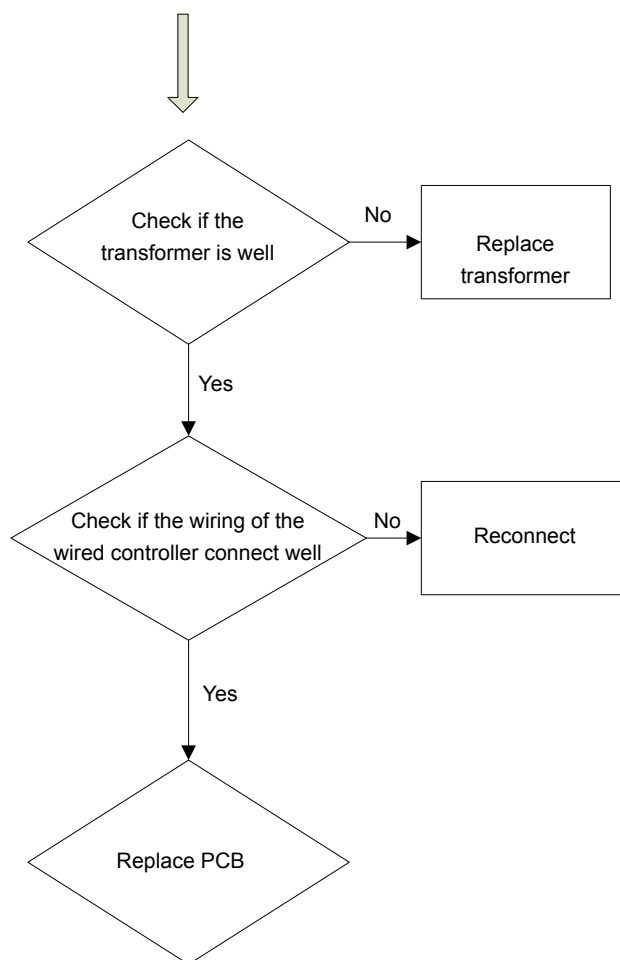 Check if the
transformer is well
No
Replace
transformer
Yes
Check if the wiring of the
wired controller connect well
No
Reconnect
Yes
Replace PCB